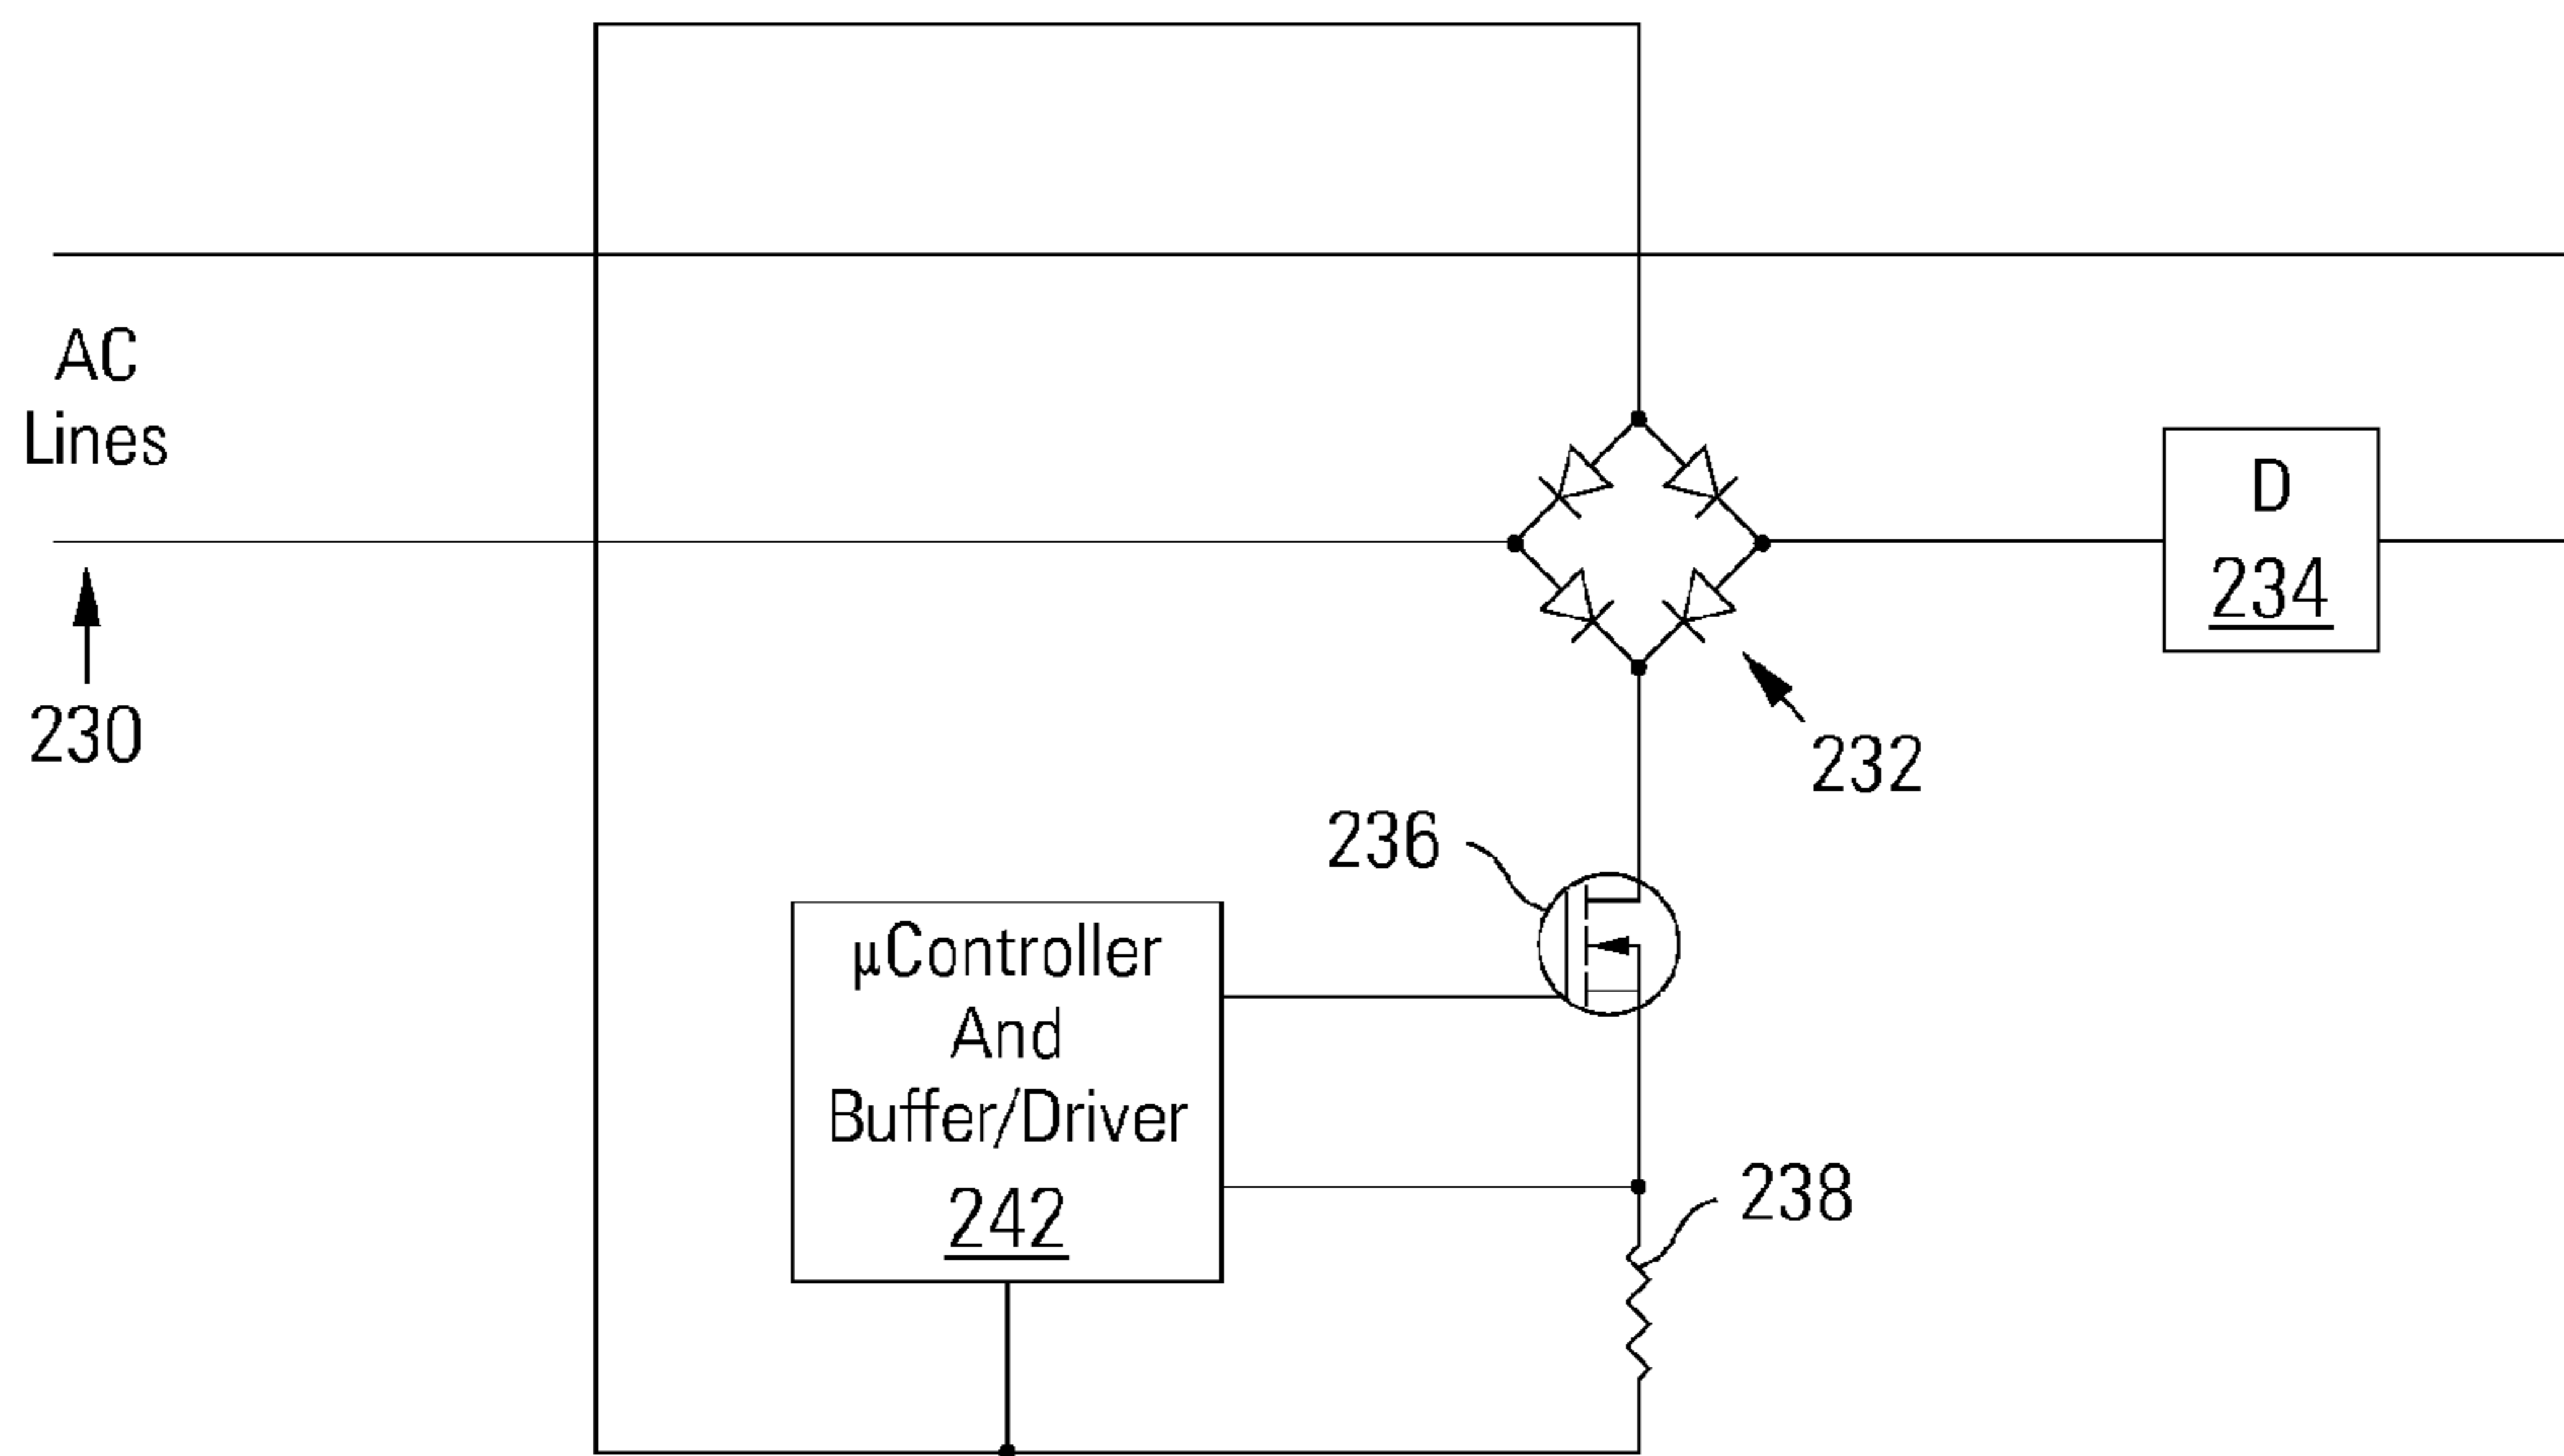 AC
Lines
230
D
234
232
236
μController
And
Buffer/Driver
242
238